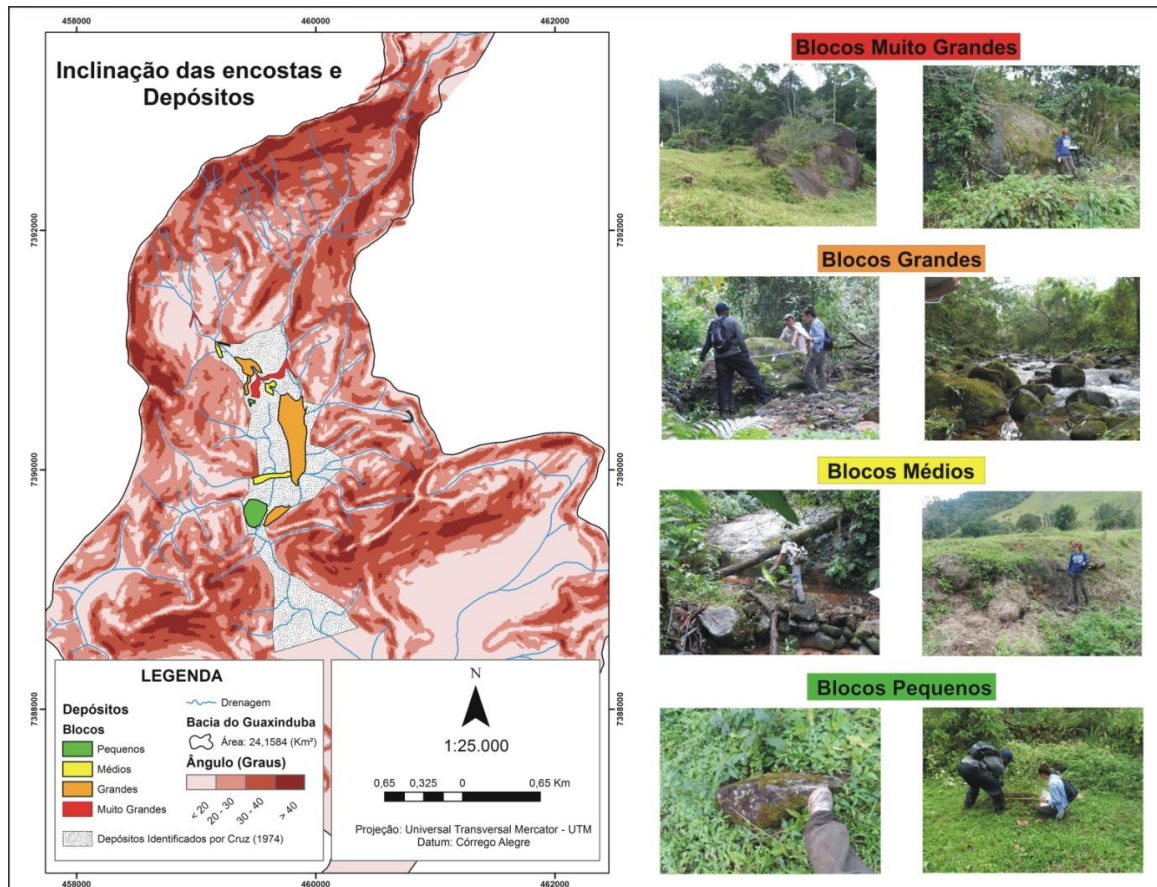 458000
460000
462000
Inclinação das encostas e
Depósitos
7392000
7392000
7390000
7390000
7388000
7388000
LEGENDA
Depósitos
Blocos
Pequenos
Médios
Grandes
Muito Grandes
Depósitos Identificados por Cruz (1974)
Drenagem
Bacia do Guaxinduba
Área: 24,1584 (Km²)
Ângulo (Graus)
< 20
20 - 30
30 - 40
> 40
N
1:25.000
0,65 0,325 0 0,65 Km
Projeção: Universal Transversal Mercator - UTM
Datum: Córrego Alegre
458000
460000
462000
Blocos Muito Grandes
Blocos Grandes
Blocos Médios
Blocos Pequenos